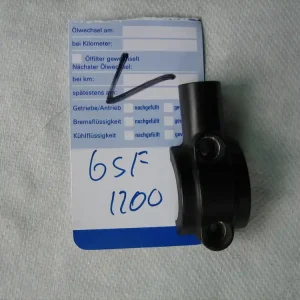 Ölwechsel am:
bei Kilometer:
Ölfilter gewechselt
Nächster Ölwechsel
bei km:
spätestens
Getriebe/Antrieb nachgefüllt
Bremsflüssigkeit nachgefüllt
Kühlflüssigkeit nachgefüllt
L
GSF
1200